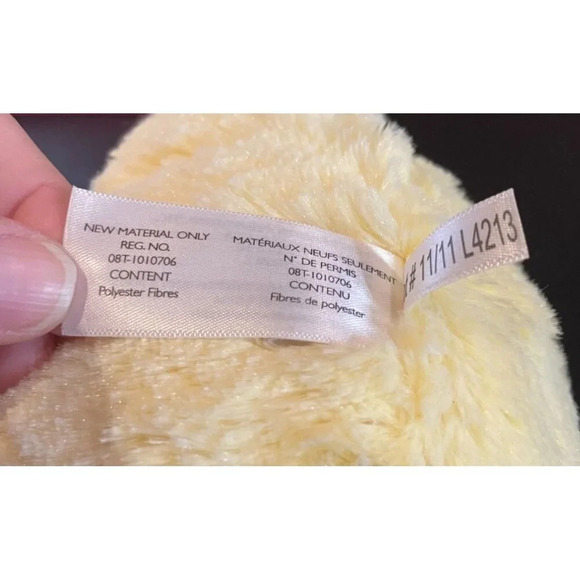 NEW MATERIAL ONLY
REG. NO.
08T-1010706
CONTENT
Polyester Fibres
MATÉRIAUX NEUFS SEULEMENT
N° DE PERMIS
08T-1010706
CONTENU
Fibres de polyester
# 11/11 L4213